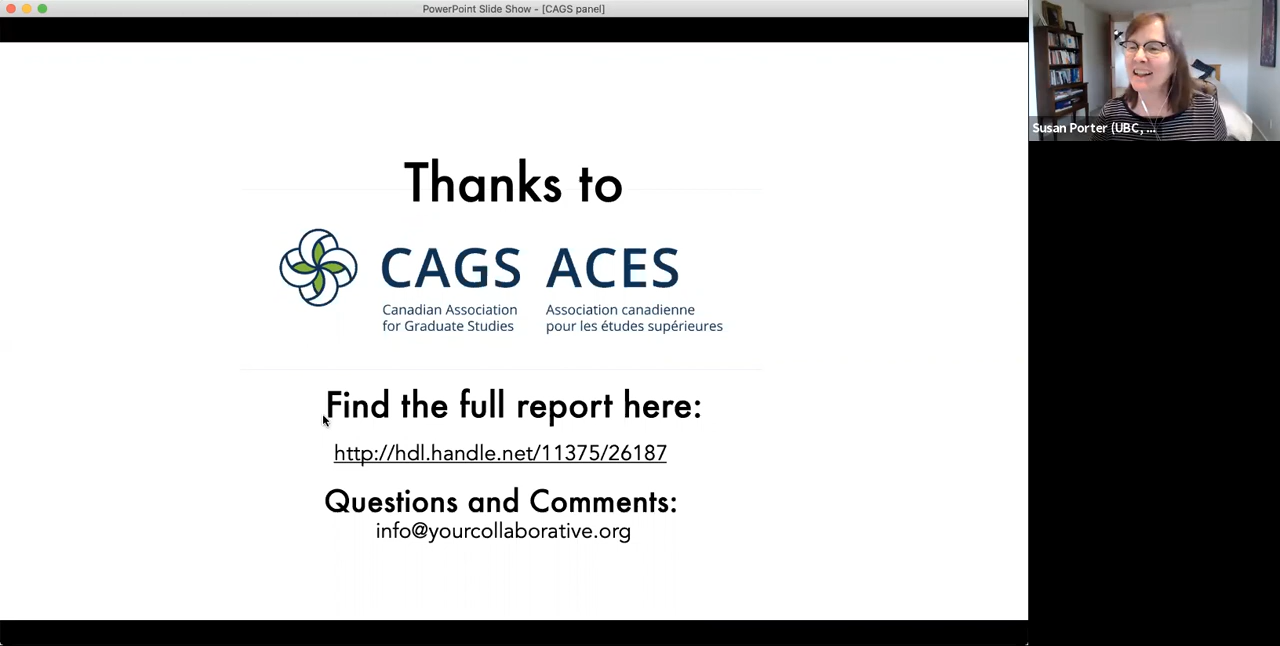 PowerPoint Slide Show - [CAGS panel]
Susan Porter (UBC, ...
Thanks to
CAGS ACES
Canadian Association
for Graduate Studies
Association canadienne
pour les études supérieures
Find the full report here:
http://hdl.handle.net/11375/26187
Questions and Comments:
info@yourcollaborative.org